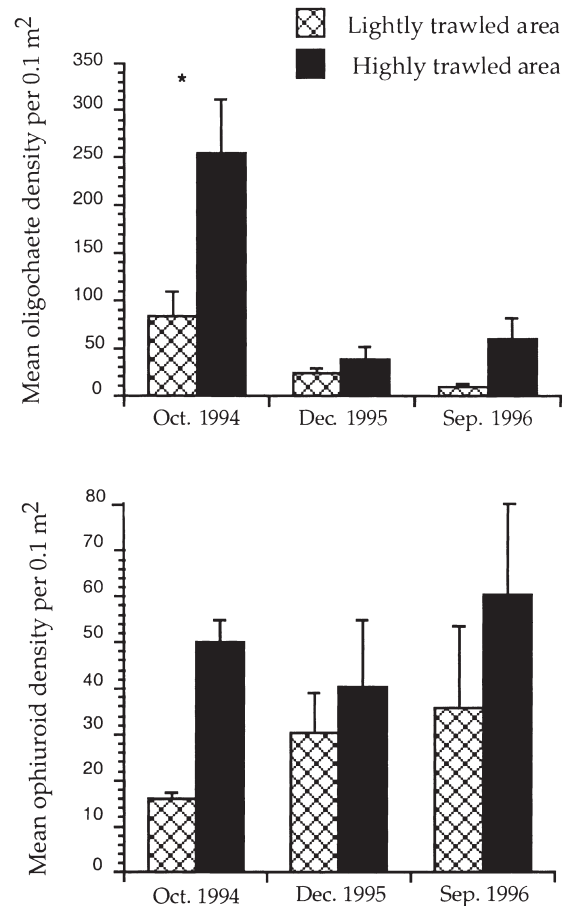 Lightly trawled area
Highly trawled area
Mean oligochaete density per 0.1 m²
350
300
250
200
150
100
50
0
*
Oct. 1994
Dec. 1995
Sep. 1996
Mean ophiuroid density per 0.1 m²
80
70
60
50
40
30
20
10
0
Oct. 1994
Dec. 1995
Sep. 1996